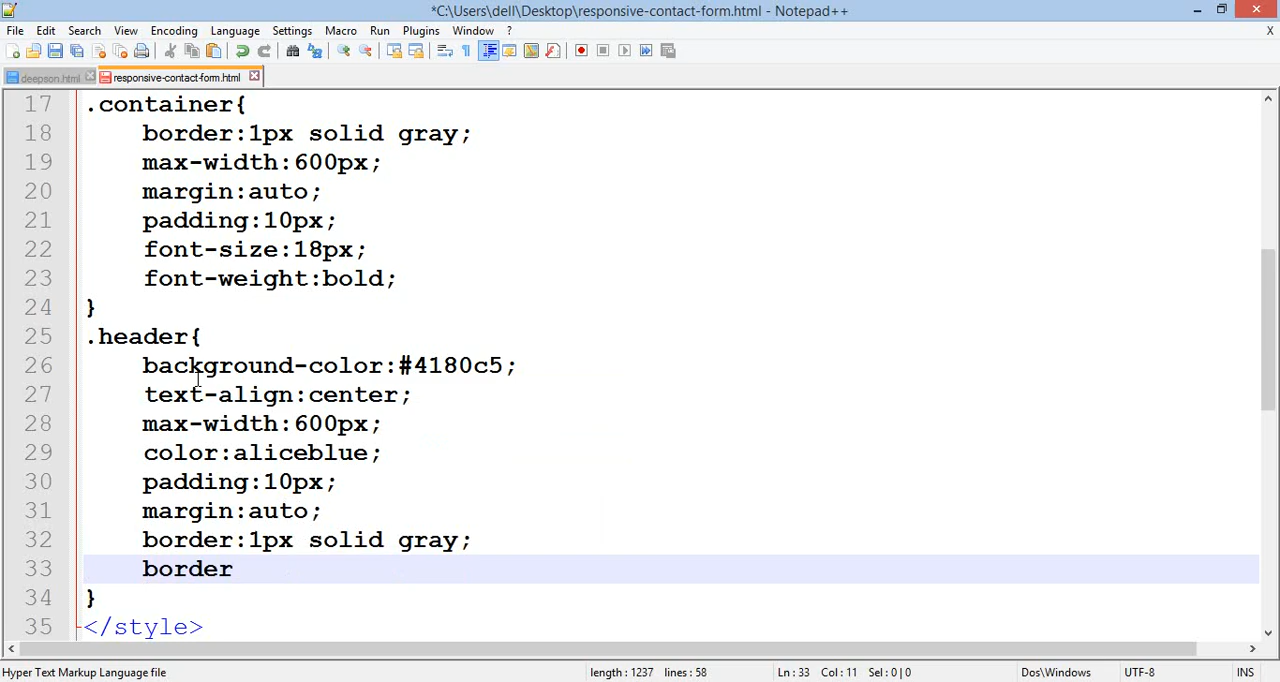 *C:\Users\dell\Desktop\responsive-contact-form.html - Notepad++
File Edit Search View Encoding Language Settings Macro Run Plugins Window ? X
deepson.html responsive-contact-form.html
17 .container{
18 border:1px solid gray;
19 max-width:600px;
20 margin:auto;
21 padding:10px;
22 font-size:18px;
23 font-weight:bold;
24 }
25 .header{
26 background-color:#4180c5;
27 text-align:center;
28 max-width:600px;
29 color:aliceblue;
30 padding:10px;
31 margin:auto;
32 border:1px solid gray;
33 border
34 }
35 </style>
Hyper Text Markup Language file length : 1237 lines : 58 Ln : 33 Col : 11 Sel : 0 | 0 Dos\Windows UTF-8 INS